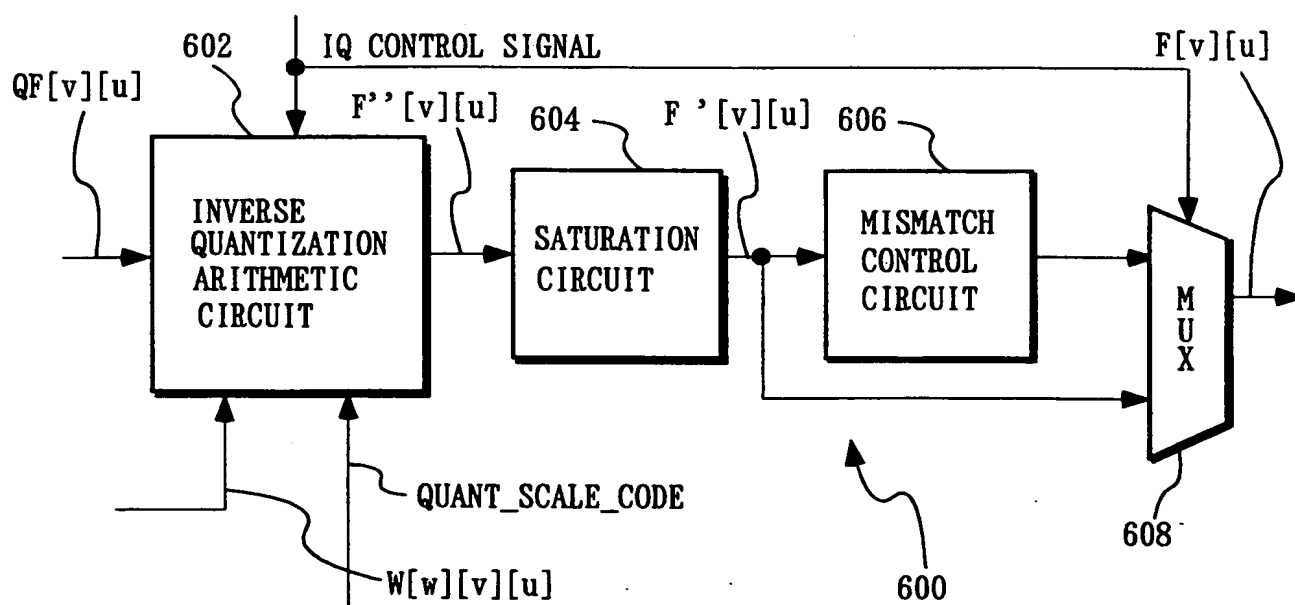 602
IQ CONTROL SIGNAL
F[v][u]
QF[v][u]
F''[v][u]
604
F '[v][u]
606
INVERSE
QUANTIZATION
ARITHMETIC
CIRCUIT
SATURATION
CIRCUIT
MISMATCH
CONTROL
CIRCUIT
MUX
QUANT_SCALE_CODE
W[w][v][u]
600
608